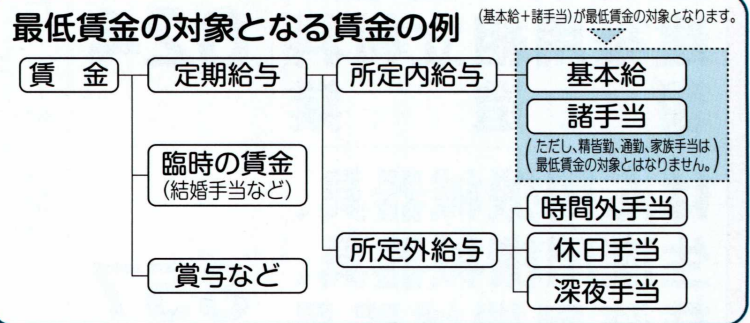 最低賃金の対象となる賃金の例
(基本給+諸手当)が最低賃金の対象となります。
賃 金
定期給与
所定内給与
基本給
諸手当
(ただし、精皆勤、通勤、家族手当は
最低賃金の対象とはなりません。)
臨時の賃金
(結婚手当など)
時間外手当
所定外給与
休日手当
賞与など
深夜手当